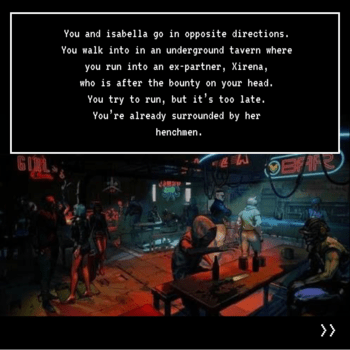 You and isabella go in opposite directions.
You walk into in an underground tavern where
you run into an ex-partner, Xirena,
who is after the bounty on your head.
You try to run, but it's too late.
You're already surrounded by her
henchmen.
GIRL
BAR
»